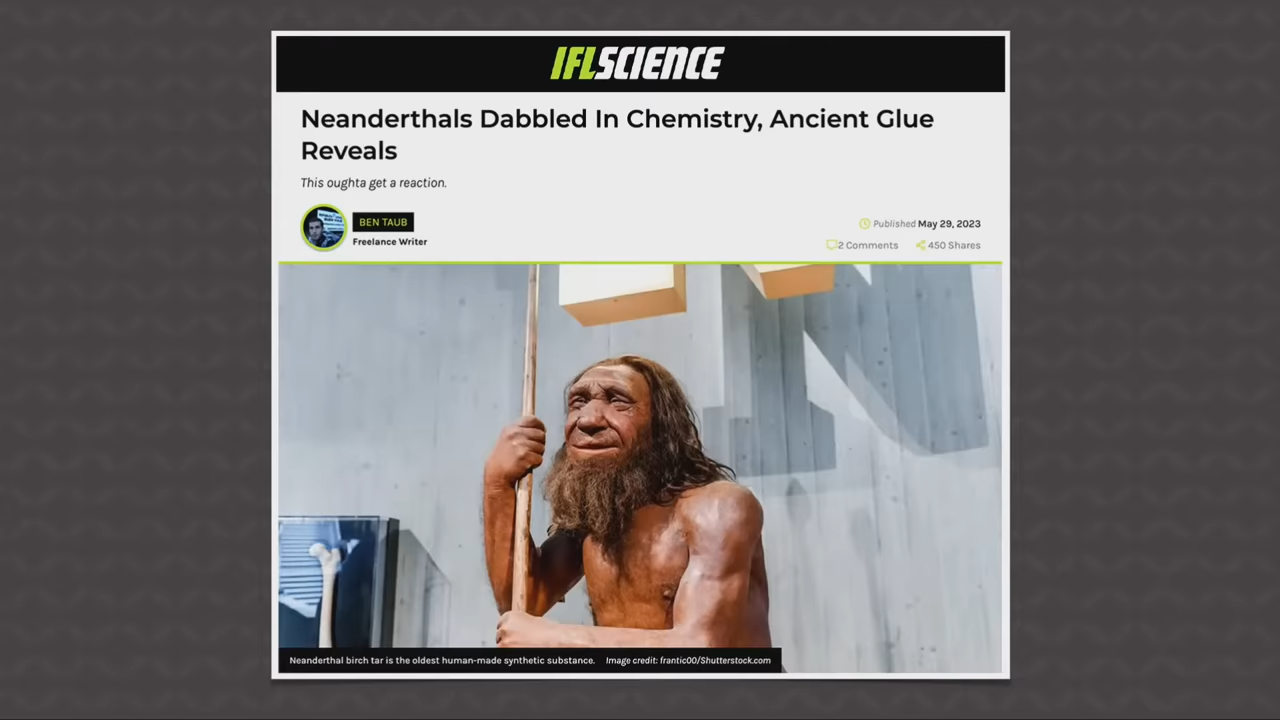 IFLSCIENCE
Neanderthals Dabbled In Chemistry, Ancient Glue
Reveals
This oughta get a reaction.
BEN TAUB
Freelance Writer
Published May 29, 2023
2 Comments 450 Shares
Neanderthal birch tar is the oldest human-made synthetic substance. Image credit: frantic00/Shutterstock.com